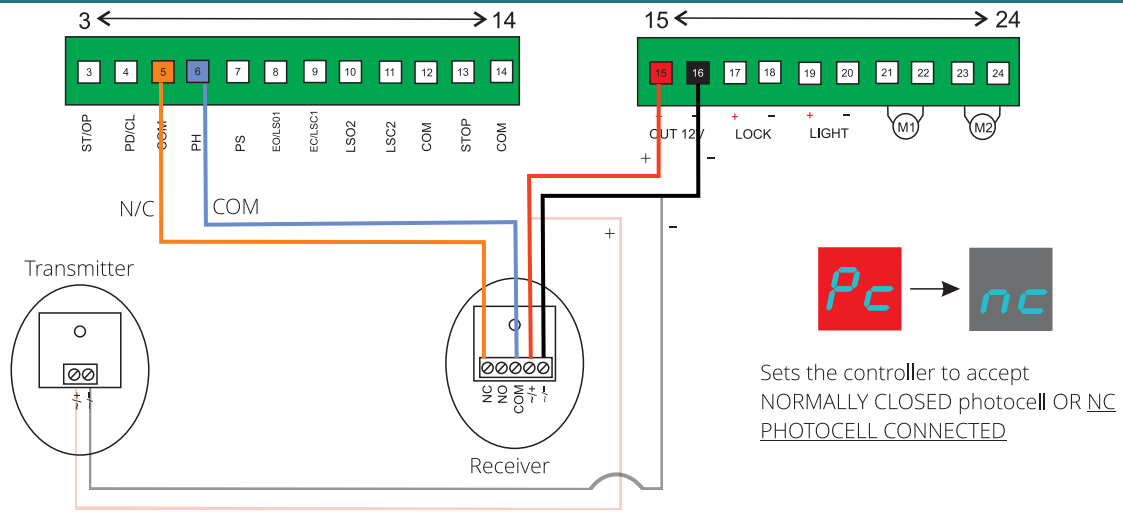 3 14
15 24
3 4 5 6 7 8 9 10 11 12 13 14
15 16 17 18 19 20 21 22 23 24
ST/OP PD/CL COM PH PS EO/LS01 EC/LSC1 LSO2 LSC2 COM STOP COM
+ - + - + -
OUT 12V LOCK LIGHT M1 M2
+ -
N/C COM
+ -
Transmitter
~/+ ~/-
NC NO COM ~/+ ~/-
Receiver
Pc nc
Sets the controller to accept
NORMALLY CLOSED photocell OR NC
PHOTOCELL CONNECTED